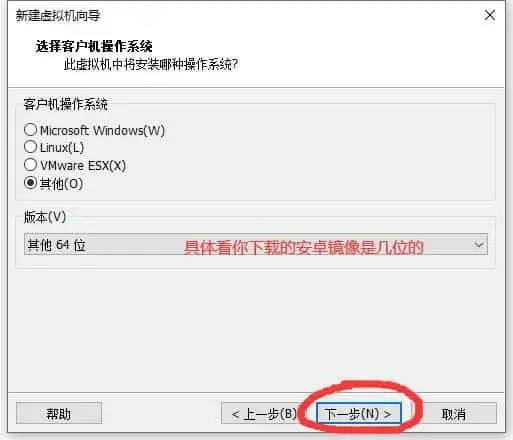 新建虚拟机向导
选择客户机操作系统
此虚拟机中将安装哪种操作系统?
客户机操作系统
Microsoft Windows(W)
Linux(L)
VMware ESX(X)
其他(O)
版本(V)
其他 64 位
具体看你下载的安卓镜像是几位的
帮助
< 上一步(B)
下一步(N) >
取消